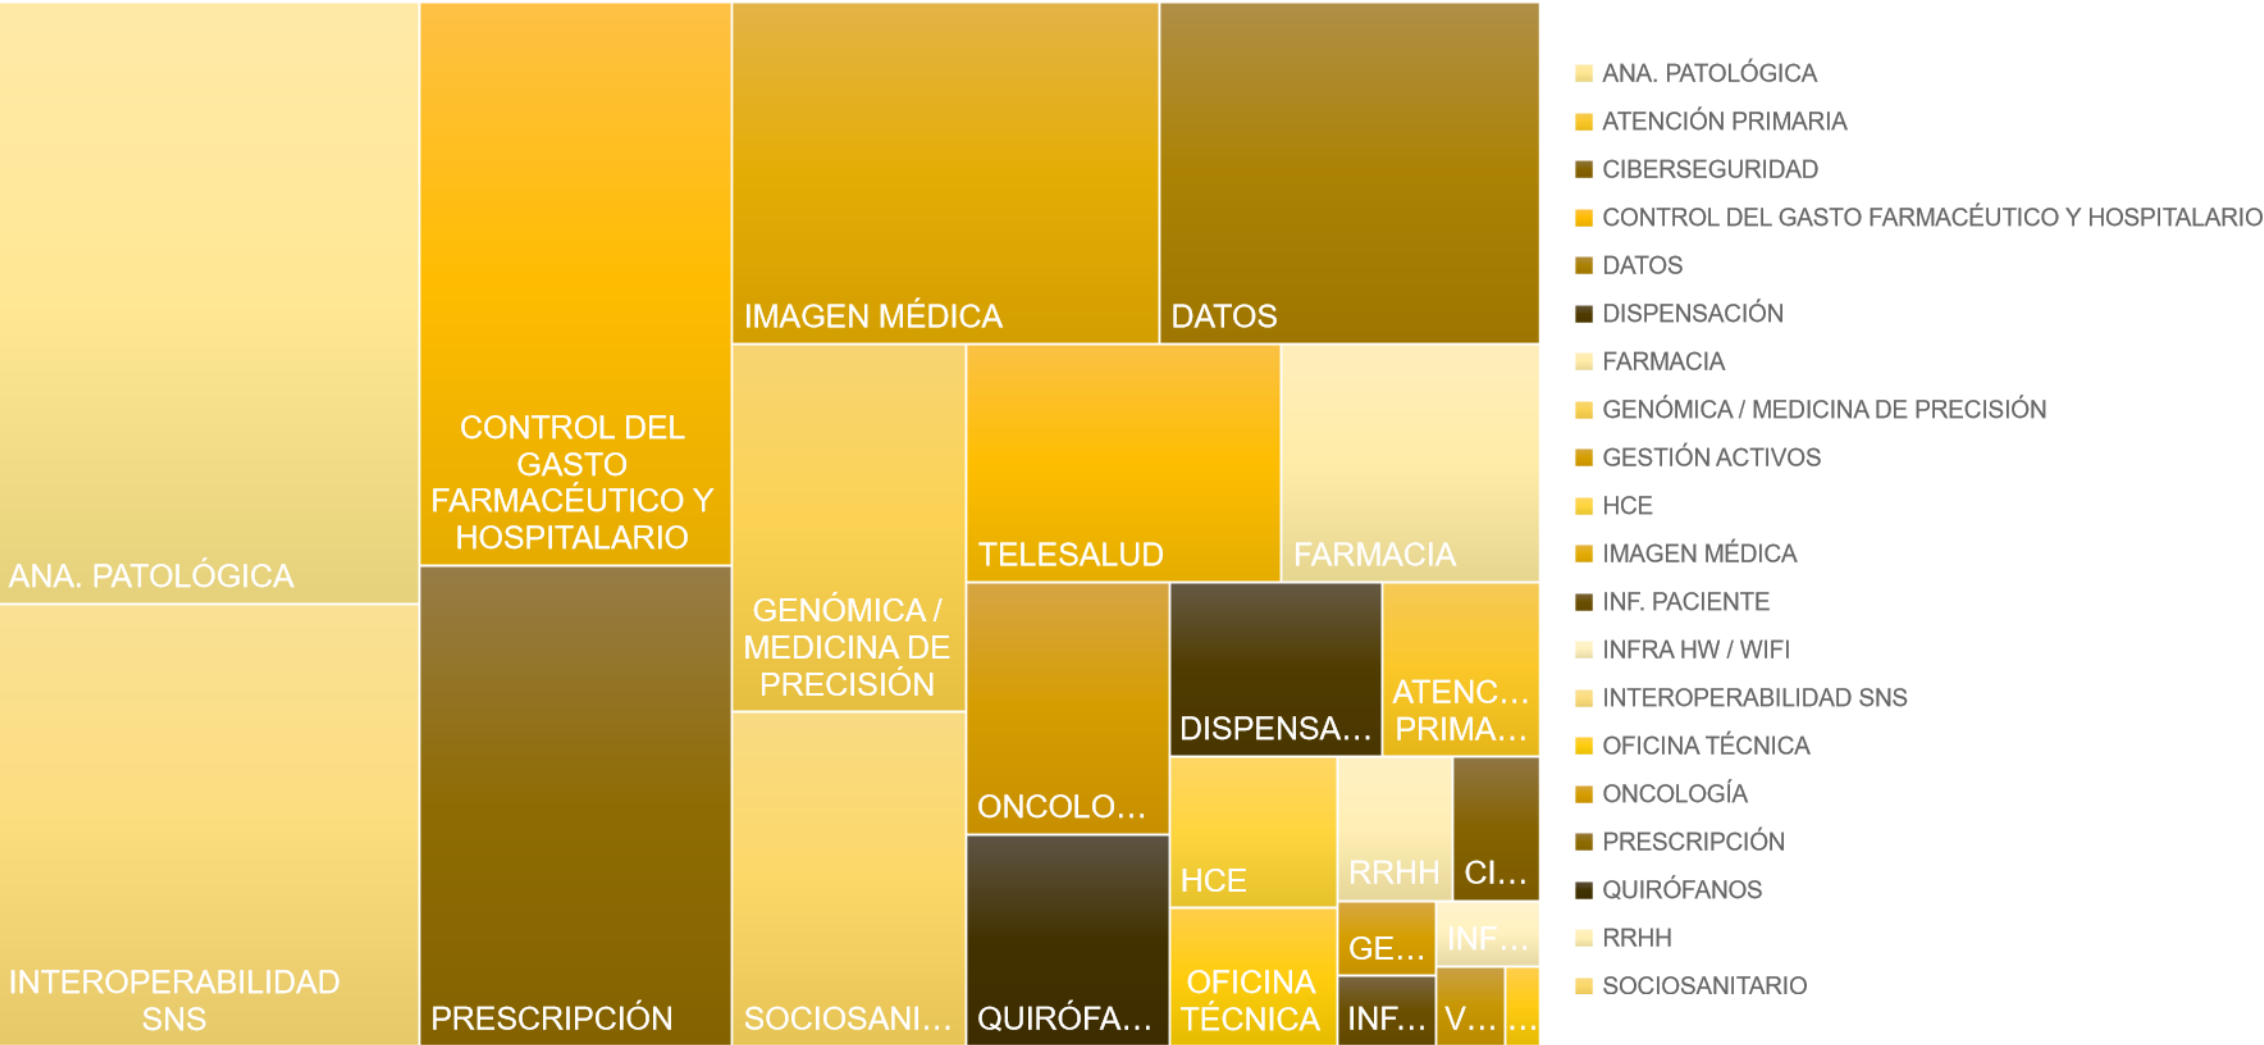 ANA. PATOLÓGICA
INTEROPERABILIDAD
SNS
CONTROL DEL
GASTO
FARMACÉUTICO Y
HOSPITALARIO
PRESCRIPCIÓN
IMAGEN MÉDICA
DATOS
GENÓMICA /
MEDICINA DE
PRECISIÓN
SOCIOSANI...
TELESALUD
FARMACIA
ONCOLO...
QUIRÓFA...
DISPENSA...
ATENC...
PRIMA...
HCE
OFICINA
TÉCNICA
RRHH
CI...
GE...
INF...
INF...
V...
...
ANA. PATOLÓGICA
ATENCIÓN PRIMARIA
CIBERSEGURIDAD
CONTROL DEL GASTO FARMACÉUTICO Y HOSPITALARIO
DATOS
DISPENSACIÓN
FARMACIA
GENÓMICA / MEDICINA DE PRECISIÓN
GESTIÓN ACTIVOS
HCE
IMAGEN MÉDICA
INF. PACIENTE
INFRA HW / WIFI
INTEROPERABILIDAD SNS
OFICINA TÉCNICA
ONCOLOGÍA
PRESCRIPCIÓN
QUIRÓFANOS
RRHH
SOCIOSANITARIO